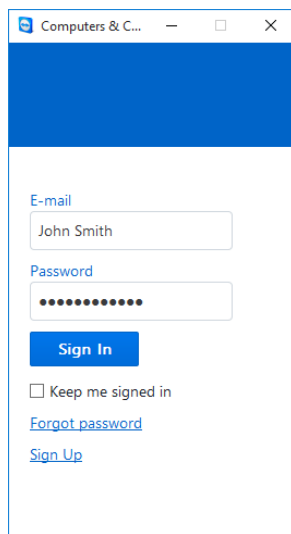 Computers & C...
E-mail
John Smith
Password
●●●●●●●●●●●●
Sign In
Keep me signed in
Forgot password
Sign Up